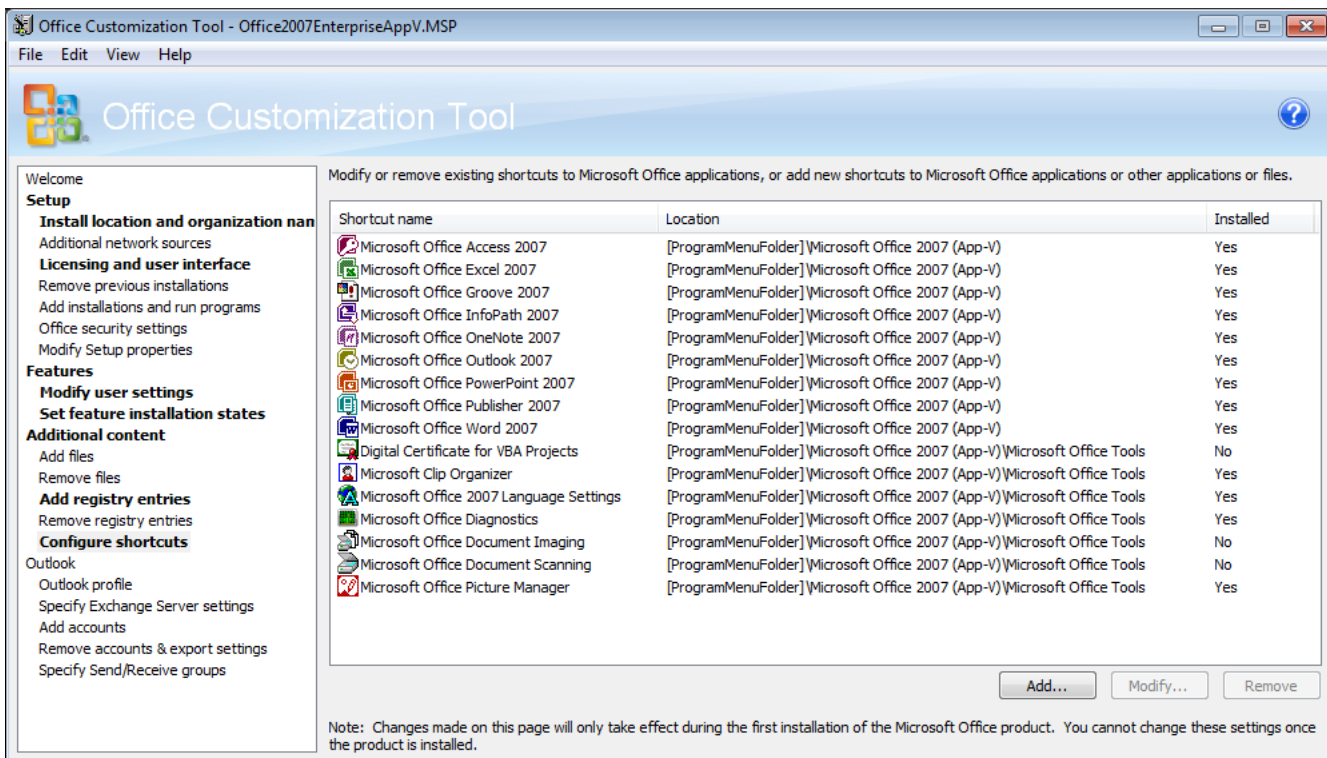 Office Customization Tool - Office2007EnterpriseAppV.MSP
File Edit View Help
Office Customization Tool
Welcome
Setup
Install location and organization nan
Additional network sources
Licensing and user interface
Remove previous installations
Add installations and run programs
Office security settings
Modify Setup properties
Features
Modify user settings
Set feature installation states
Additional content
Add files
Remove files
Add registry entries
Remove registry entries
Configure shortcuts
Outlook
Outlook profile
Specify Exchange Server settings
Add accounts
Remove accounts & export settings
Specify Send/Receive groups
Modify or remove existing shortcuts to Microsoft Office applications, or add new shortcuts to Microsoft Office applications or other applications or files.
Shortcut name Location Installed
Microsoft Office Access 2007 [ProgramMenuFolder]\Microsoft Office 2007 (App-V) Yes
Microsoft Office Excel 2007 [ProgramMenuFolder]\Microsoft Office 2007 (App-V) Yes
Microsoft Office Groove 2007 [ProgramMenuFolder]\Microsoft Office 2007 (App-V) Yes
Microsoft Office InfoPath 2007 [ProgramMenuFolder]\Microsoft Office 2007 (App-V) Yes
Microsoft Office OneNote 2007 [ProgramMenuFolder]\Microsoft Office 2007 (App-V) Yes
Microsoft Office Outlook 2007 [ProgramMenuFolder]\Microsoft Office 2007 (App-V) Yes
Microsoft Office PowerPoint 2007 [ProgramMenuFolder]\Microsoft Office 2007 (App-V) Yes
Microsoft Office Publisher 2007 [ProgramMenuFolder]\Microsoft Office 2007 (App-V) Yes
Microsoft Office Word 2007 [ProgramMenuFolder]\Microsoft Office 2007 (App-V) Yes
Digital Certificate for VBA Projects [ProgramMenuFolder]\Microsoft Office 2007 (App-V)\Microsoft Office Tools No
Microsoft Clip Organizer [ProgramMenuFolder]\Microsoft Office 2007 (App-V)\Microsoft Office Tools Yes
Microsoft Office 2007 Language Settings [ProgramMenuFolder]\Microsoft Office 2007 (App-V)\Microsoft Office Tools Yes
Microsoft Office Diagnostics [ProgramMenuFolder]\Microsoft Office 2007 (App-V)\Microsoft Office Tools Yes
Microsoft Office Document Imaging [ProgramMenuFolder]\Microsoft Office 2007 (App-V)\Microsoft Office Tools No
Microsoft Office Document Scanning [ProgramMenuFolder]\Microsoft Office 2007 (App-V)\Microsoft Office Tools No
Microsoft Office Picture Manager [ProgramMenuFolder]\Microsoft Office 2007 (App-V)\Microsoft Office Tools Yes
Add... Modify... Remove
Note: Changes made on this page will only take effect during the first installation of the Microsoft Office product. You cannot change these settings once
the product is installed.